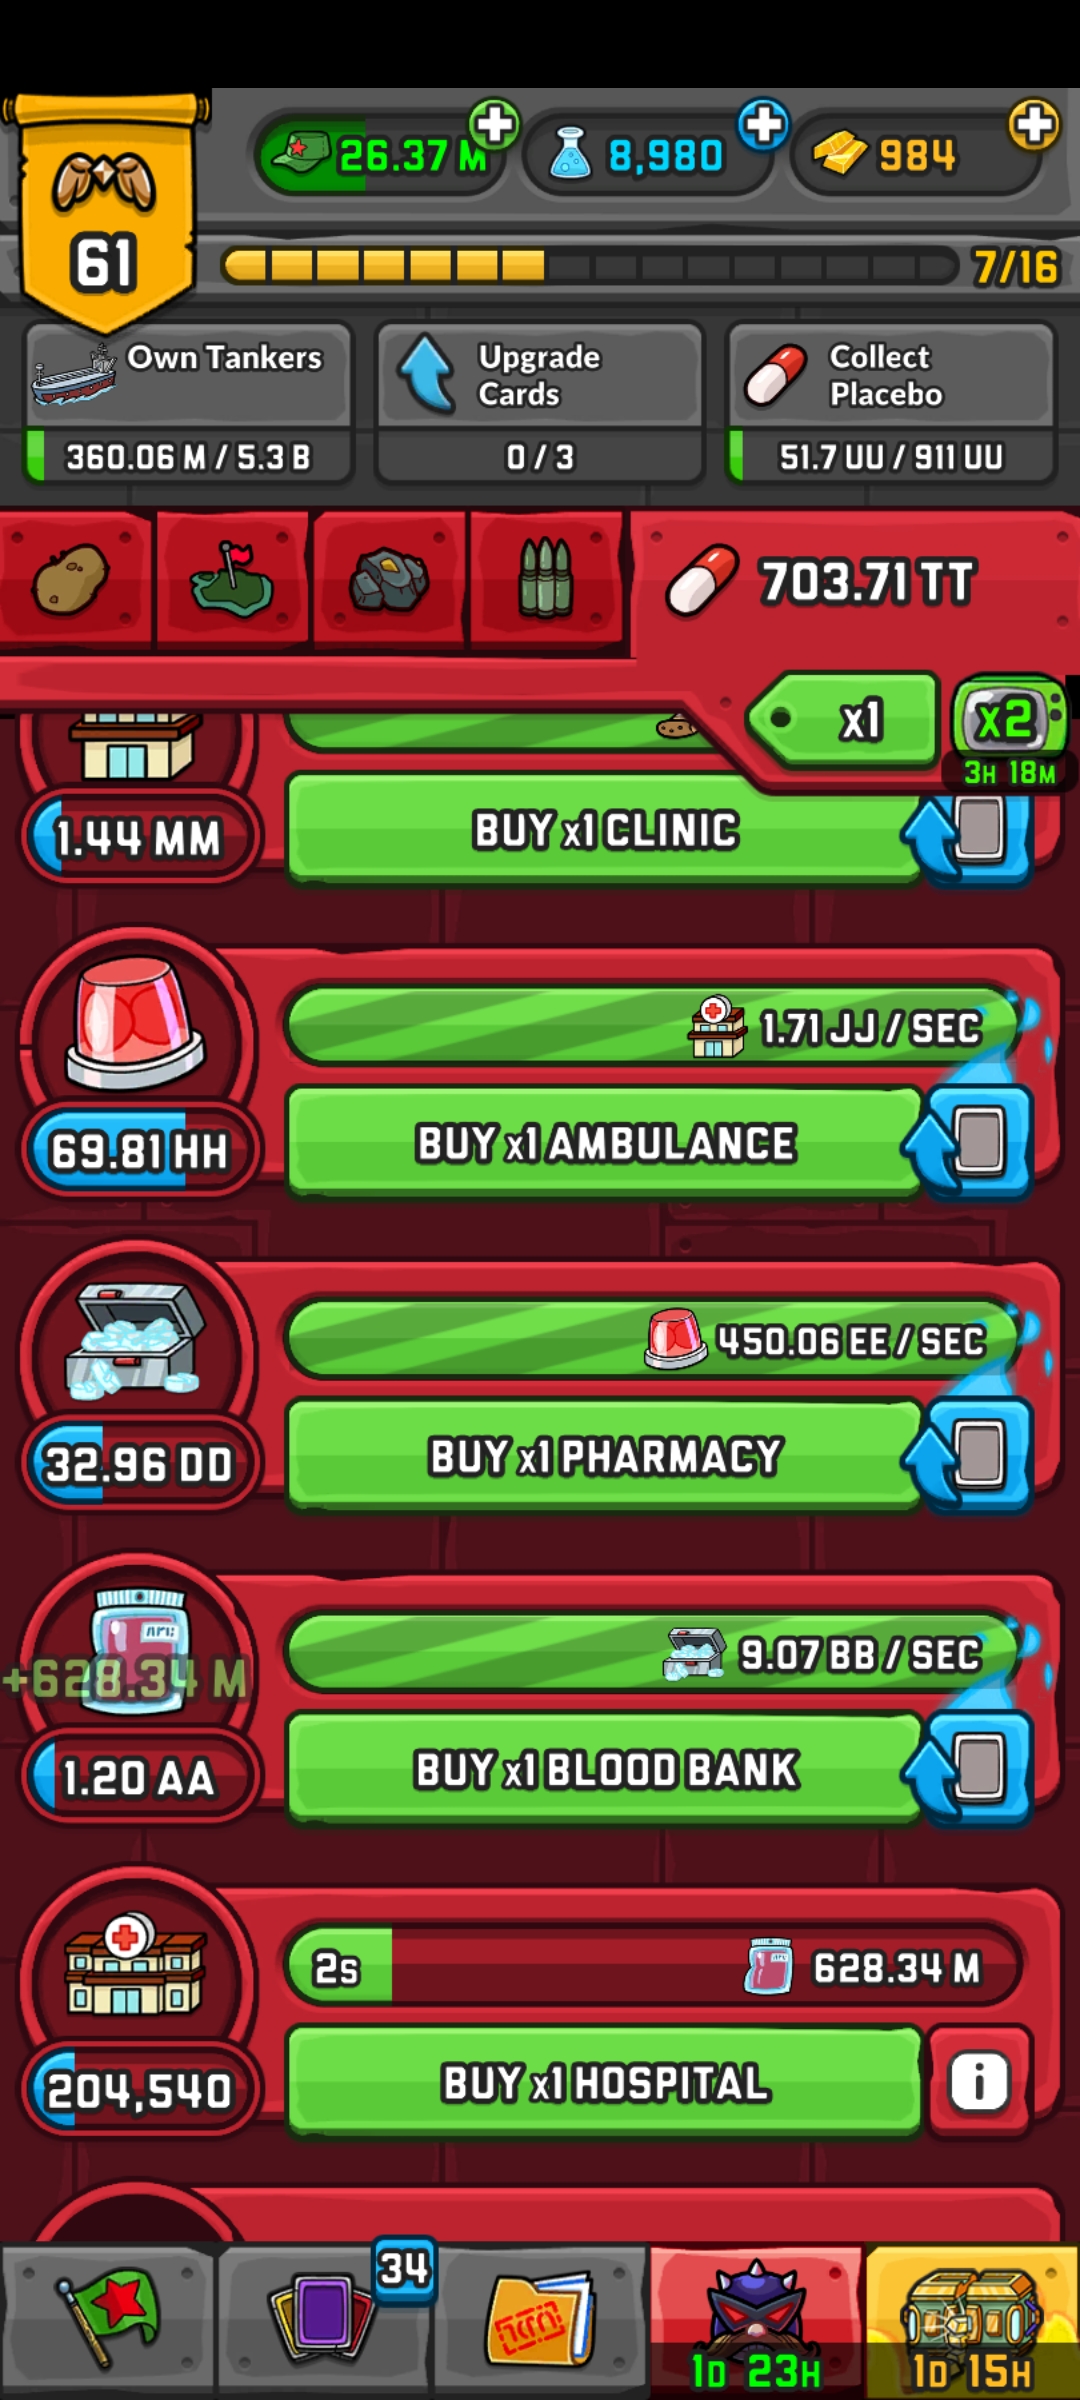 26.37 M
8,980
984
61
7/16
Own Tankers
360.06 M / 5.3 B
Upgrade
Cards
0 / 3
Collect
Placebo
51.7 UU / 911 UU
703.71 TT
x1
x2
3H 18M
1.44 MM
BUY x1 CLINIC
1.71 JJ / SEC
69.81 HH
BUY x1 AMBULANCE
450.06 EE / SEC
32.96 DD
BUY x1 PHARMACY
+628.34 M
9.07 BB / SEC
1.20 AA
BUY x1 BLOOD BANK
2s
628.34 M
204,540
BUY x1 HOSPITAL
i
34
1D 23H
1D 15H